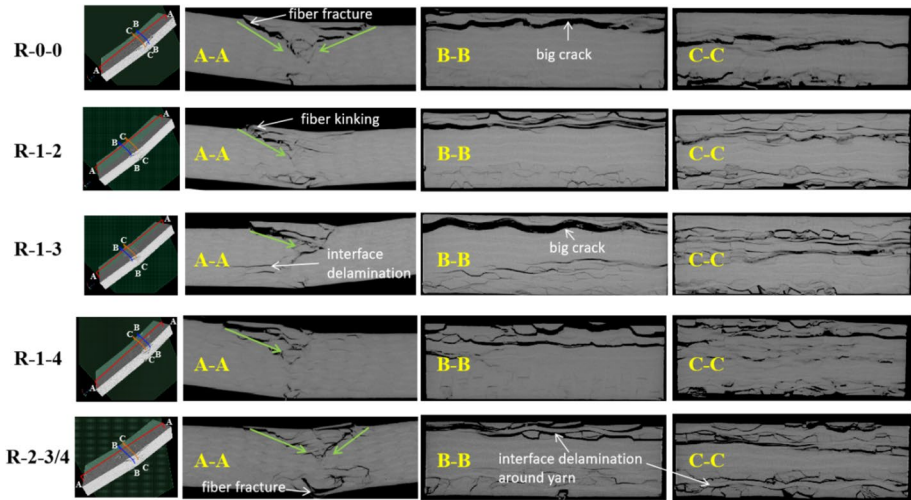 R-0-0
A
C
B
B
C
A
fiber fracture
A-A
B-B
big crack
C-C
R-1-2
A
C
B
B
C
A
fiber kinking
A-A
B-B
C-C
R-1-3
A
C
B
B
C
A
A-A
interface
delamination
B-B
big crack
C-C
R-1-4
A
B
C
B
C
A
A-A
B-B
C-C
R-2-3/4
A
C
B
B
C
A
A-A
fiber fracture
B-B
interface delamination
around yarn
C-C